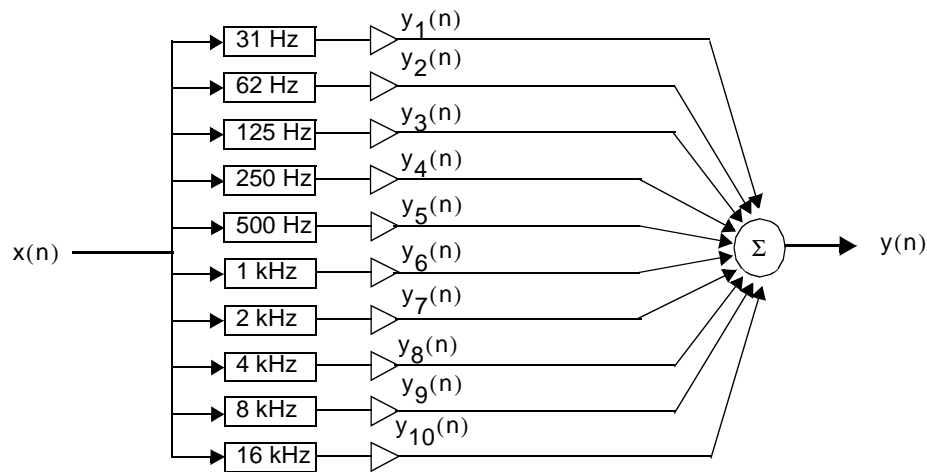 31 Hz y1(n)
62 Hz y2(n)
125 Hz y3(n)
250 Hz y4(n)
500 Hz y5(n)
x(n) Σ y(n)
1 kHz y6(n)
2 kHz y7(n)
4 kHz y8(n)
8 kHz y9(n)
16 kHz y10(n)